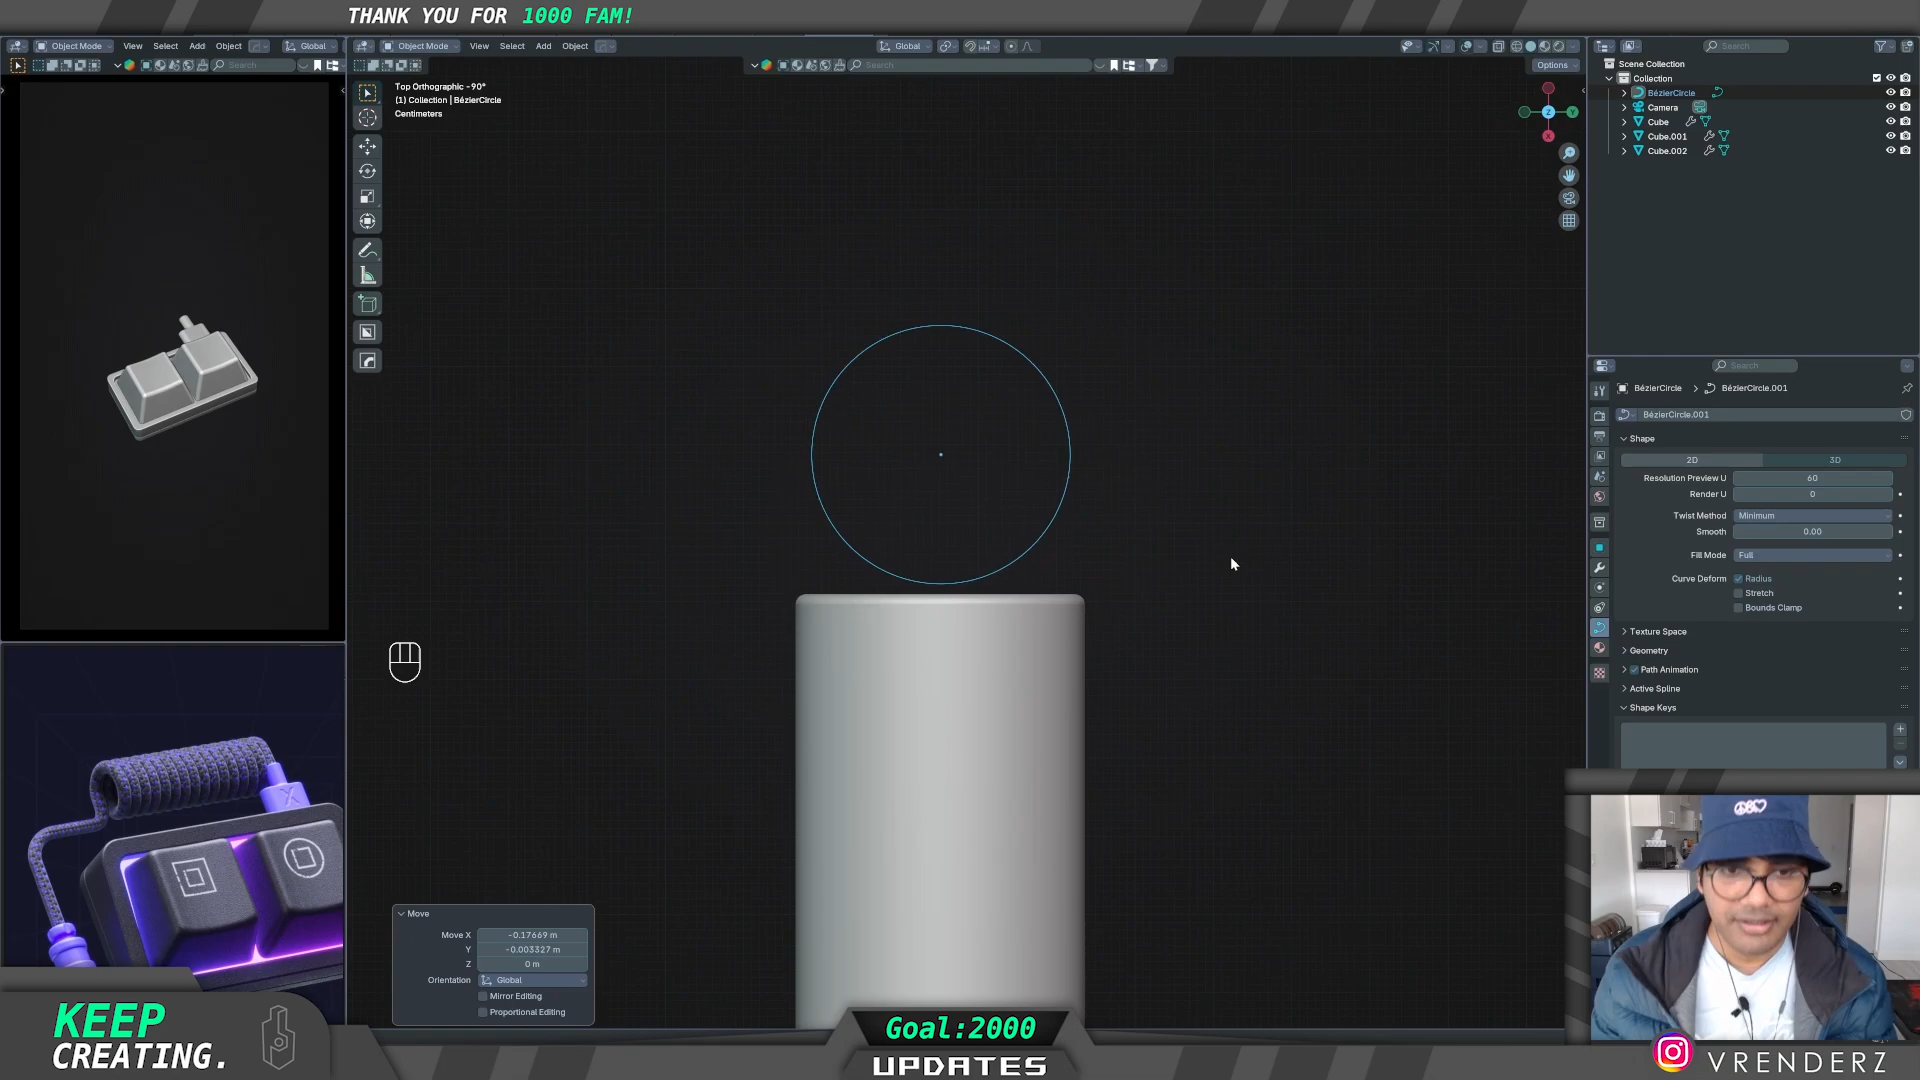 THANK YOU FOR 1000 FAM!
Object Mode View Select Add Object Global
Object Mode View Select Add Object Global
Search
Search
Options
Search
Top Orthographic -90°
(1) Collection | BézierCircle
Centimeters
Z
Y
X
Scene Collection
Collection
BézierCircle
Camera
Cube
Cube.001
Cube.002
Search
BézierCircle > BézierCircle.001
BézierCircle.001
Shape
2D 3D
Resolution Preview U 60
Render U 0
Twist Method Minimum
Smooth 0.00
Fill Mode Full
Curve Deform Radius
Stretch
Bounds Clamp
Texture Space
Geometry
Path Animation
Active Spline
Shape Keys
Move
Move X -0.17669 m
Y -0.003327 m
Z 0 m
Orientation Global
Mirror Editing
Proportional Editing
X
KEEP
CREATING.
Goal:2000
UPDATES
VRENDERZ